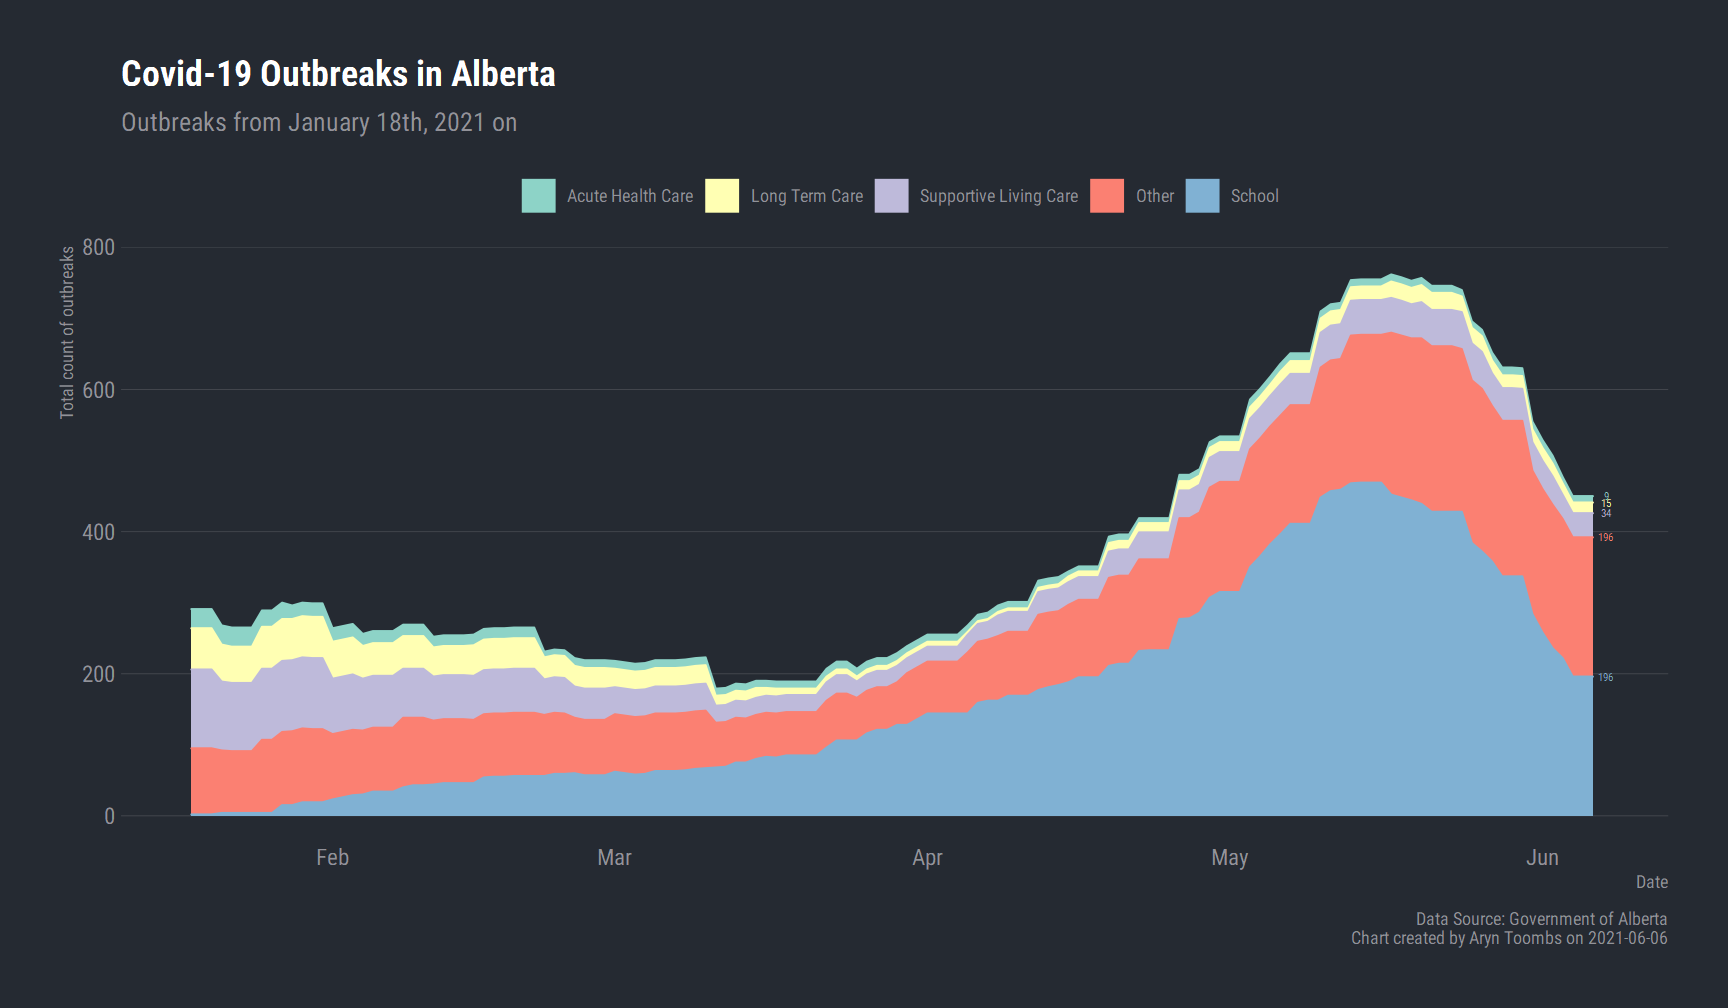 Covid-19 Outbreaks in Alberta
Outbreaks from January 18th, 2021 on
Acute Health Care
Long Term Care
Supportive Living Care
Other
School
Total count of outbreaks
800
600
400
200
0
9
15
34
196
196
Feb
Mar
Apr
May
Jun
Date
Data Source: Government of Alberta
Chart created by Aryn Toombs on 2021-06-06